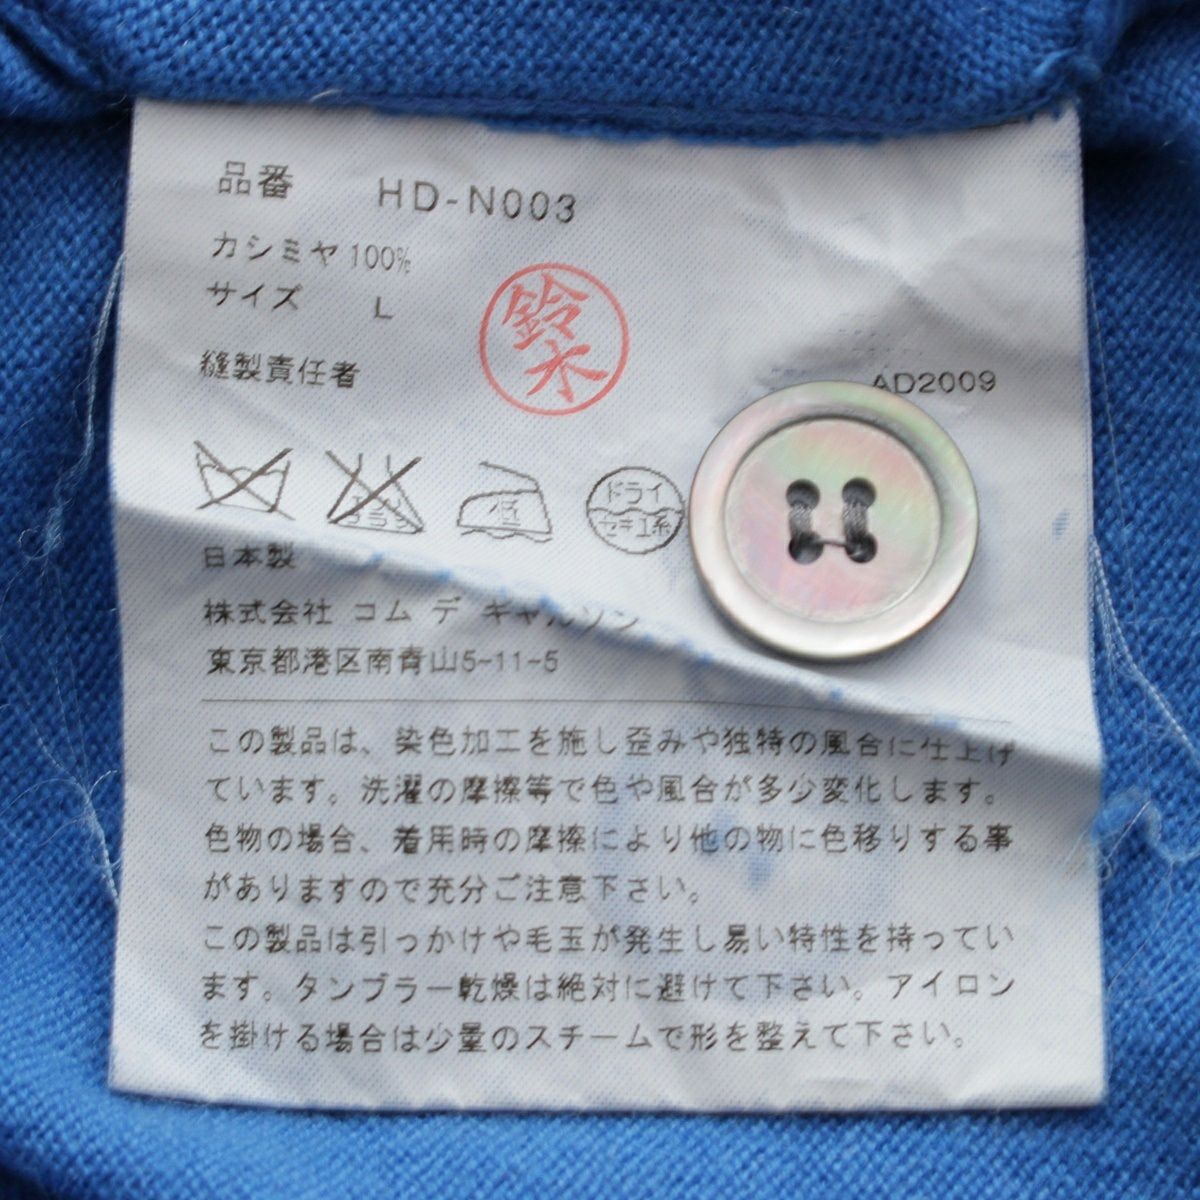 品番 HD-N003
カシミヤ 100%
サイズ L
鈴木
縫製責任者
AD2009
エンソ
低
ドライ
セキユ系
日本製
株式会社 コム デ ギャルソン
東京都港区南青山5-11-5
この製品は、染色加工を施し歪みや独特の風合に仕上げ
ています。洗濯の摩擦等で色や風合が多少変化します。
色物の場合、着用時の摩擦により他の物に色移りする事
がありますので充分ご注意下さい。
この製品は引っかけや毛玉が発生し易い特性を持ってい
ます。タンブラー乾燥は絶対に避けて下さい。アイロン
を掛ける場合は少量のスチームで形を整えて下さい。